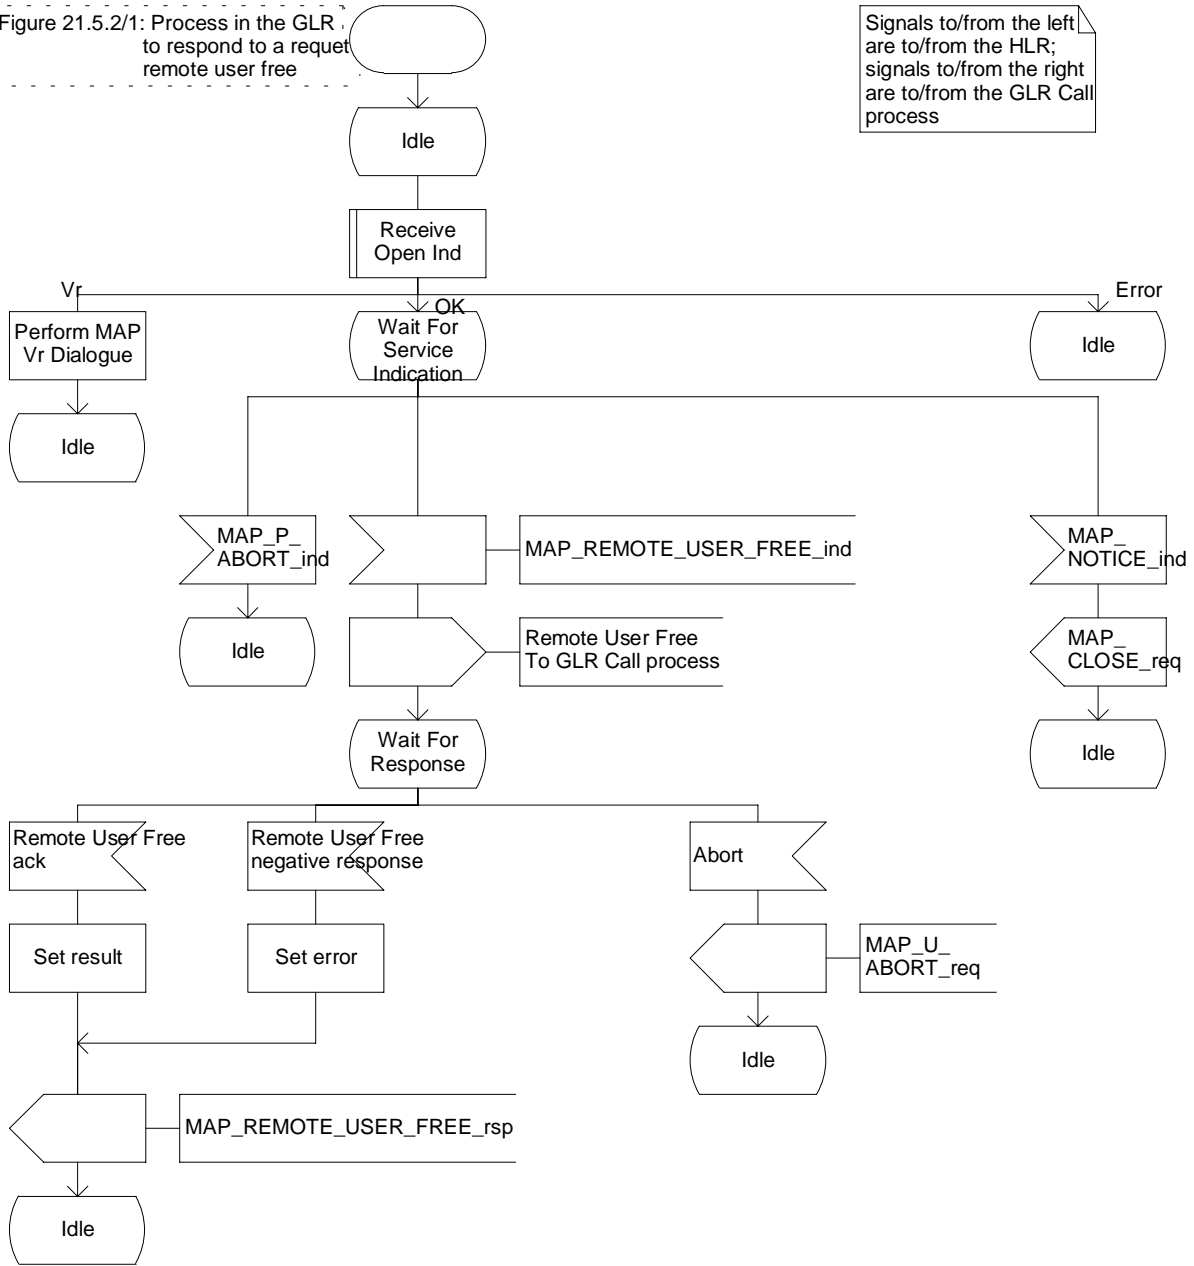 Figure 21.5.2/1: Process in the GLR
to respond to a requet
remote user free
Signals to/from the left
are to/from the HLR;
signals to/from the right
are to/from the GLR Call
process
Idle
Receive
Open Ind
Vr
OK
Error
Perform MAP
Vr Dialogue
Wait For
Service
Indication
Idle
Idle
MAP_P_
ABORT_ind
MAP_REMOTE_USER_FREE_ind
MAP_
NOTICE_ind
Idle
Remote User Free
To GLR Call process
MAP_
CLOSE_req
Wait For
Response
Idle
Remote User Free
ack
Remote User Free
negative response
Abort
Set result
Set error
MAP_U_
ABORT_req
Idle
MAP_REMOTE_USER_FREE_rsp
Idle